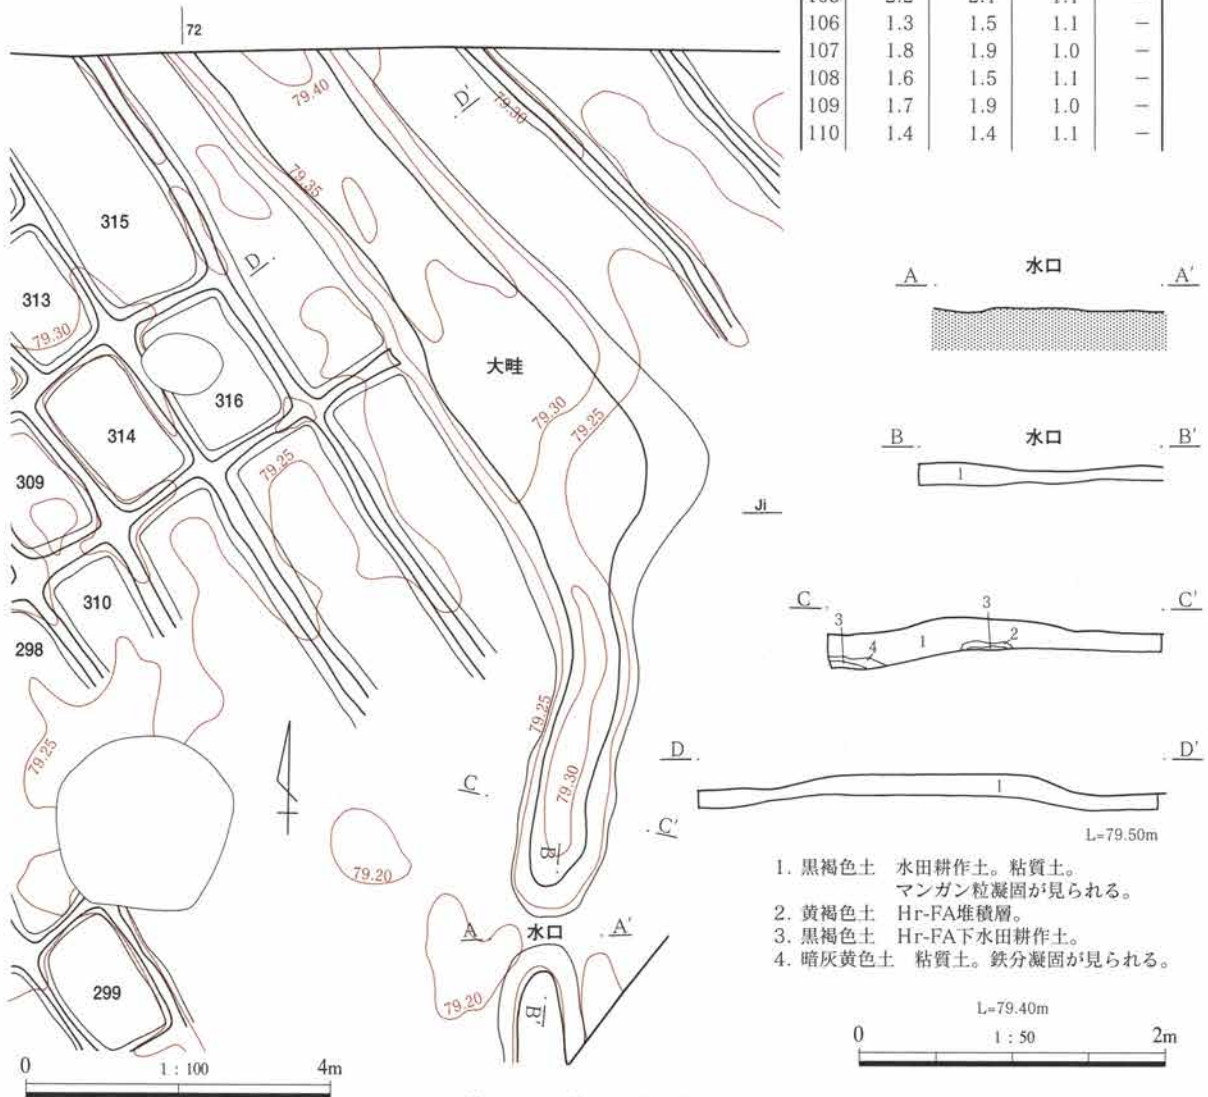 72
106 1.3 1.5 1.1 −
107 1.8 1.9 1.0 −
108 1.6 1.5 1.1 −
109 1.7 1.9 1.0 −
110 1.4 1.4 1.1 −
79.40
D′
79.30
79.35
315
D
313
79.30
316
大畦
314
79.30
79.25
79.25
309
310
298
Ji
79.25
79.25
79.30
C
C′
B
79.20
A 水口 A′
79.20
B′
299
0 1：100 4m
A 水口 A′
B 水口 B′
1
C C′
3 3
4 1 2
D D′
1
L=79.50m
1. 黒褐色土 水田耕作土。粘質土。
マンガン粒凝固が見られる。
2. 黄褐色土 Hr-FA堆積層。
3. 黒褐色土 Hr-FA下水田耕作土。
4. 暗灰黄色土 粘質土。鉄分凝固が見られる。
L=79.40m
0 1：50 2m